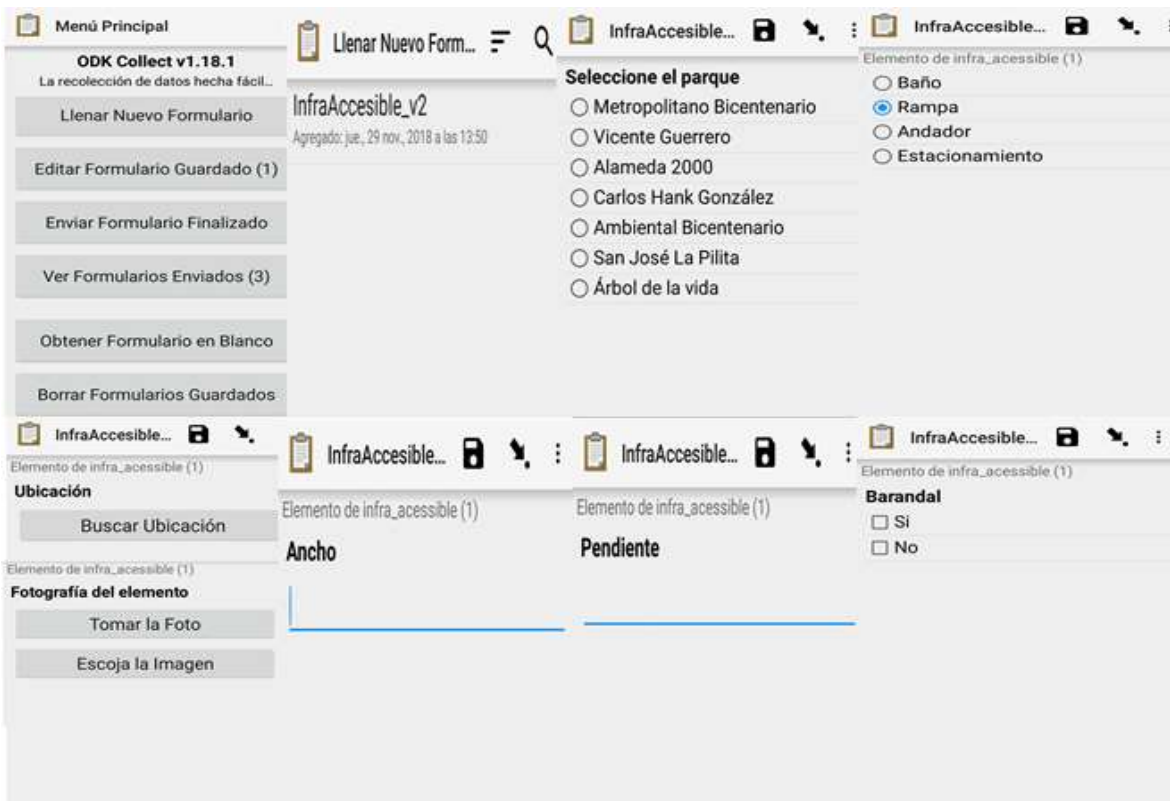 Menú Principal
ODK Collect v1.18.1
La recolección de datos hecha fácil...
Llenar Nuevo Formulario
Editar Formulario Guardado (1)
Enviar Formulario Finalizado
Ver Formularios Enviados (3)
Obtener Formulario en Blanco
Borrar Formularios Guardados
Llenar Nuevo Form...
InfraAccesible_v2
Agregado: jue., 29 nov., 2018 a las 13:50
InfraAccesible...
Seleccione el parque
Metropolitano Bicentenario
Vicente Guerrero
Alameda 2000
Carlos Hank González
Ambiental Bicentenario
San José La Pilita
Árbol de la vida
InfraAccesible...
Elemento de infra_acessible (1)
Baño
Rampa
Andador
Estacionamiento
InfraAccesible...
Elemento de infra_acessible (1)
Ubicación
Buscar Ubicación
Elemento de infra_acessible (1)
Fotografía del elemento
Tomar la Foto
Escoja la Imagen
InfraAccesible...
Elemento de infra_acessible (1)
Ancho
InfraAccesible...
Elemento de infra_acessible (1)
Pendiente
InfraAccesible...
Elemento de infra_acessible (1)
Barandal
Si
No